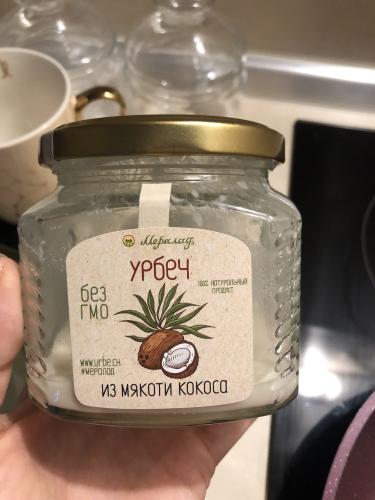 Мералад
УРБЕЧ
100% НАТУРАЛЬНЫЙ
ПРОДУКТ
без
ГМО
www.urbe.ch
#мералад
ИЗ МЯКОТИ КОКОСА